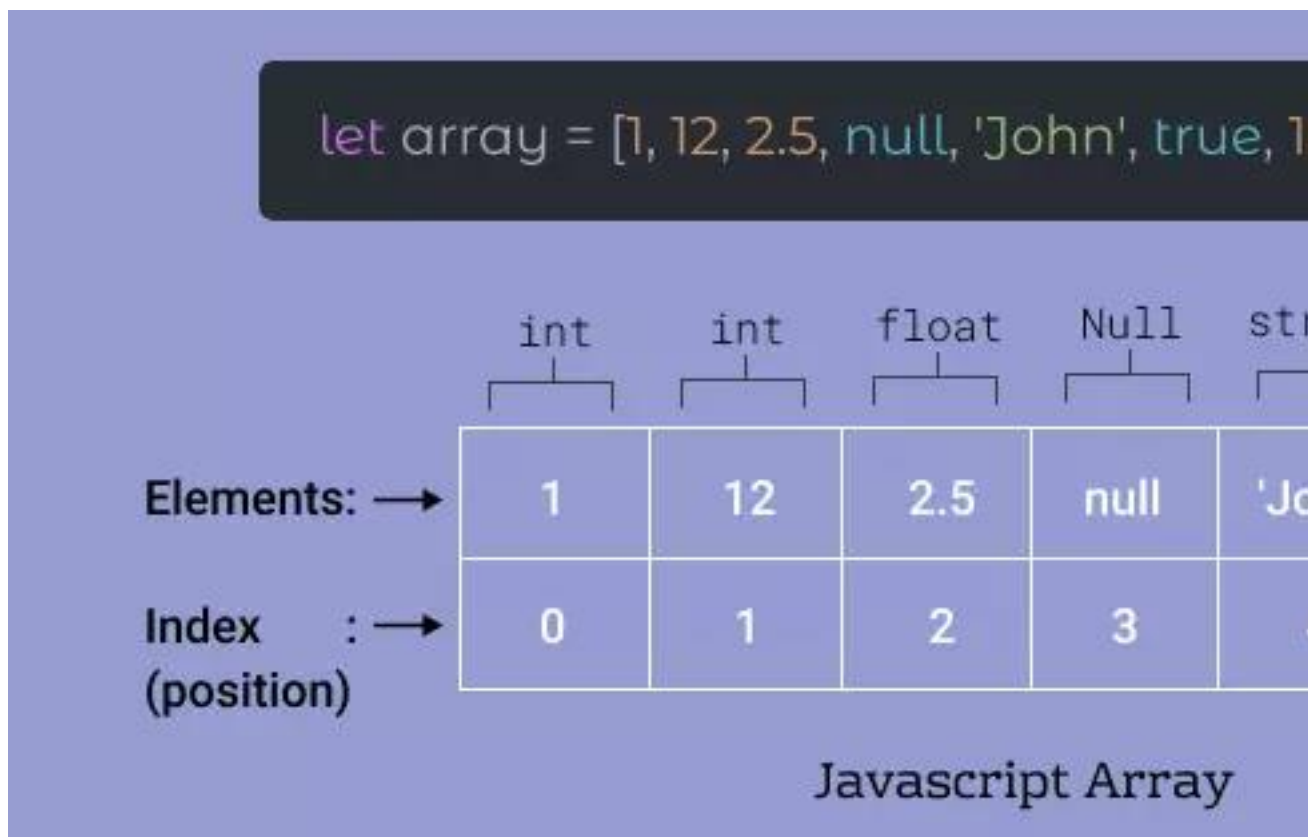 let array = [1, 12, 2.5, null, 'John', true, 1
int int float Null
Elements: 1 12 2.5 null
Index : 0 1 2 3
(position)
Javascript Array